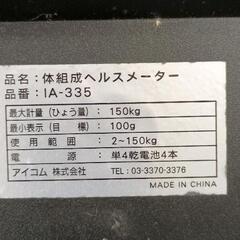 品名：体組成ヘルスメーター
品番：IA-335
最大計量（ひょう量）：150kg
最小表示（目　標）：100g
使用範囲：2～150kg
電源：単4乾電池4本
アイコム 株式会社　TEL：03-3370-3376
MADE IN CHINA